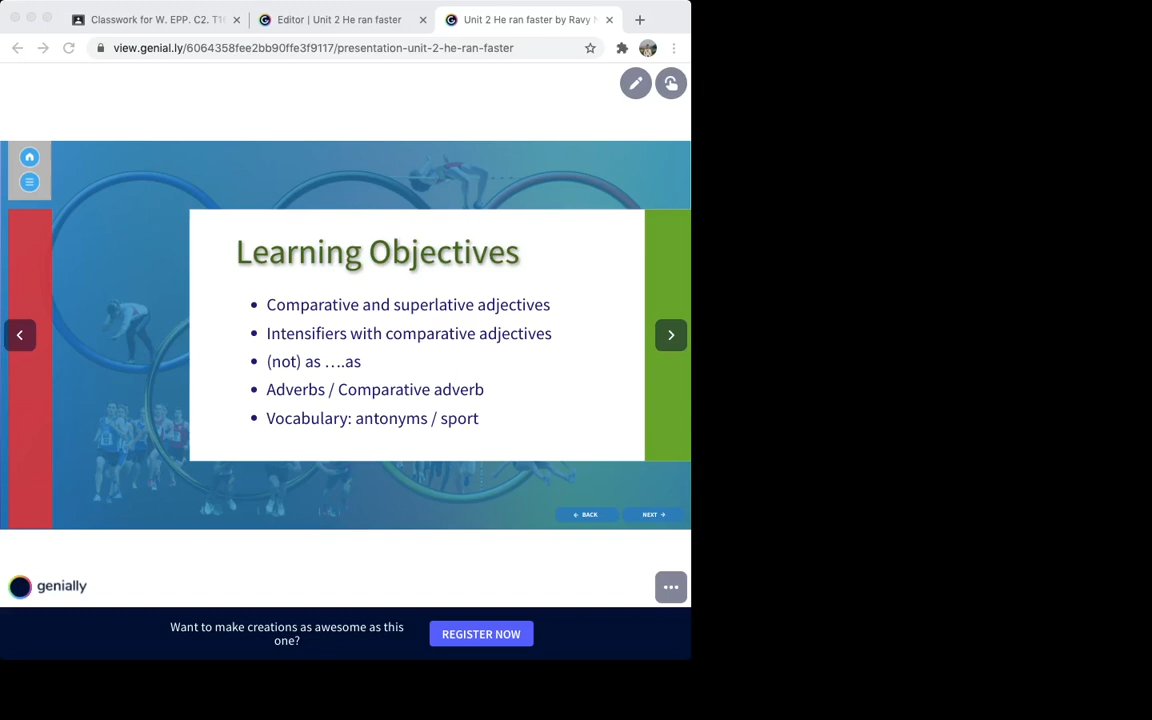 Classwork for W. EPP. C2. T1
Editor | Unit 2 He ran faster
Unit 2 He ran faster by Ravy
view.genial.ly/6064358fee2bb90ffe3f9117/presentation-unit-2-he-ran-faster
Learning Objectives
• Comparative and superlative adjectives
• Intensifiers with comparative adjectives
• (not) as ....as
• Adverbs / Comparative adverb
• Vocabulary: antonyms / sport
← BACK
NEXT →
genially
Want to make creations as awesome as this
one?
REGISTER NOW